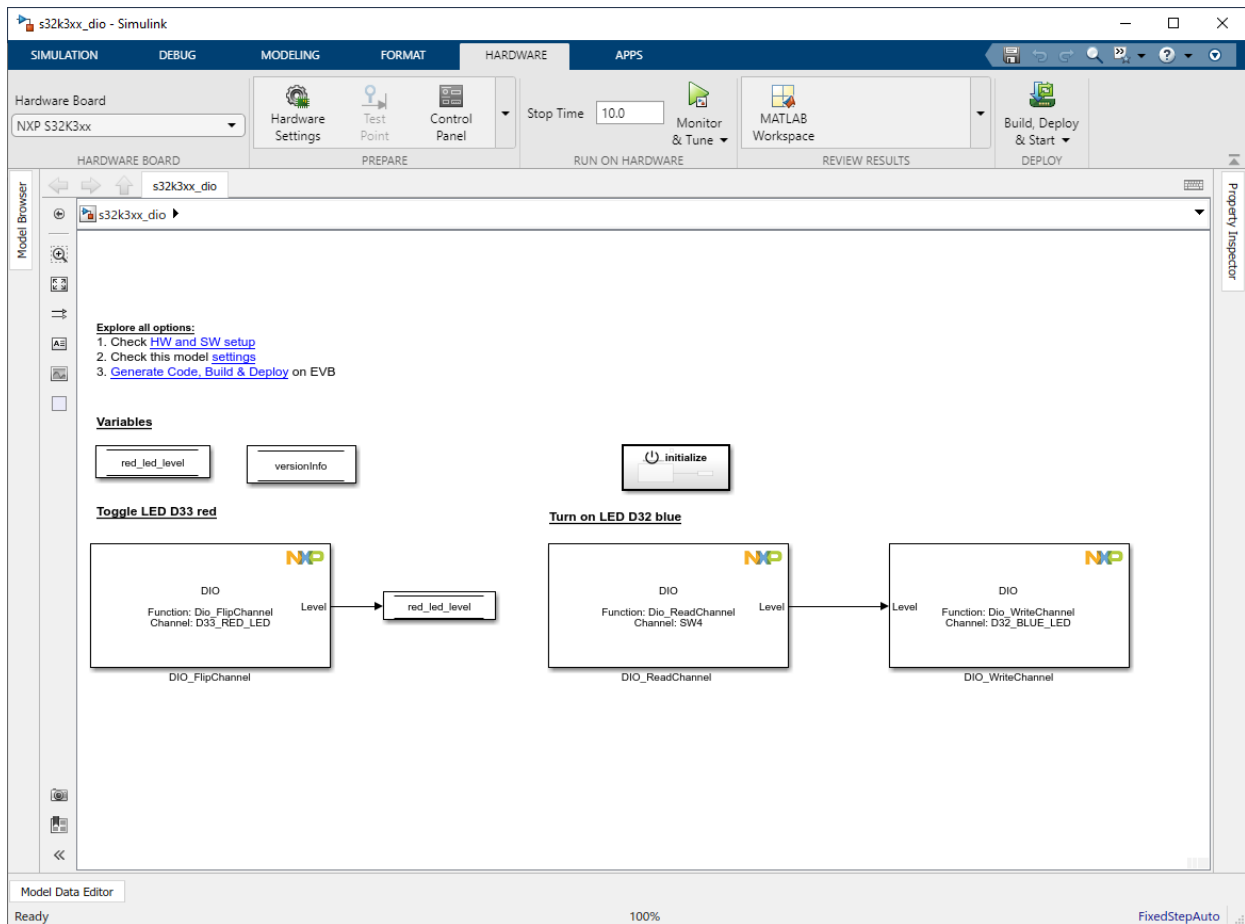 s32k3xx_dio - Simulink
SIMULATION DEBUG MODELING FORMAT HARDWARE APPS
Hardware Board
NXP S32K3xx
HARDWARE BOARD
Hardware
Settings
Test
Point
Control
Panel
PREPARE
Stop Time 10.0
Monitor
& Tune
RUN ON HARDWARE
MATLAB
Workspace
REVIEW RESULTS
Build, Deploy
& Start
DEPLOY
Model Browser
s32k3xx_dio
s32k3xx_dio
Property Inspector
Explore all options:
1. Check HW and SW setup
2. Check this model settings
3. Generate Code, Build & Deploy on EVB
Variables
red_led_level
versionInfo
initialize
Toggle LED D33 red
Turn on LED D32 blue
NXP
DIO
Function: Dio_FlipChannel
Channel: D33_RED_LED
Level
DIO_FlipChannel
red_led_level
NXP
DIO
Function: Dio_ReadChannel
Channel: SW4
Level
DIO_ReadChannel
NXP
DIO
Level
Function: Dio_WriteChannel
Channel: D32_BLUE_LED
DIO_WriteChannel
Model Data Editor
Ready 100% FixedStepAuto